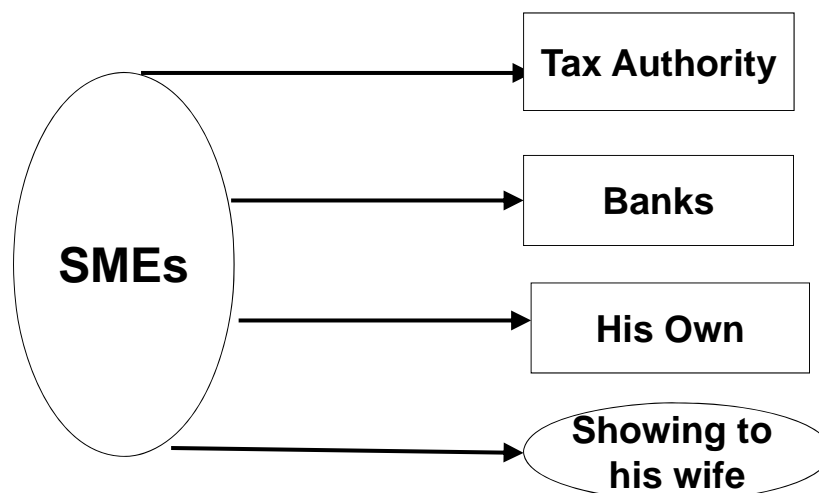 Tax Authority
Banks
SMEs
His Own
Showing to
his wife